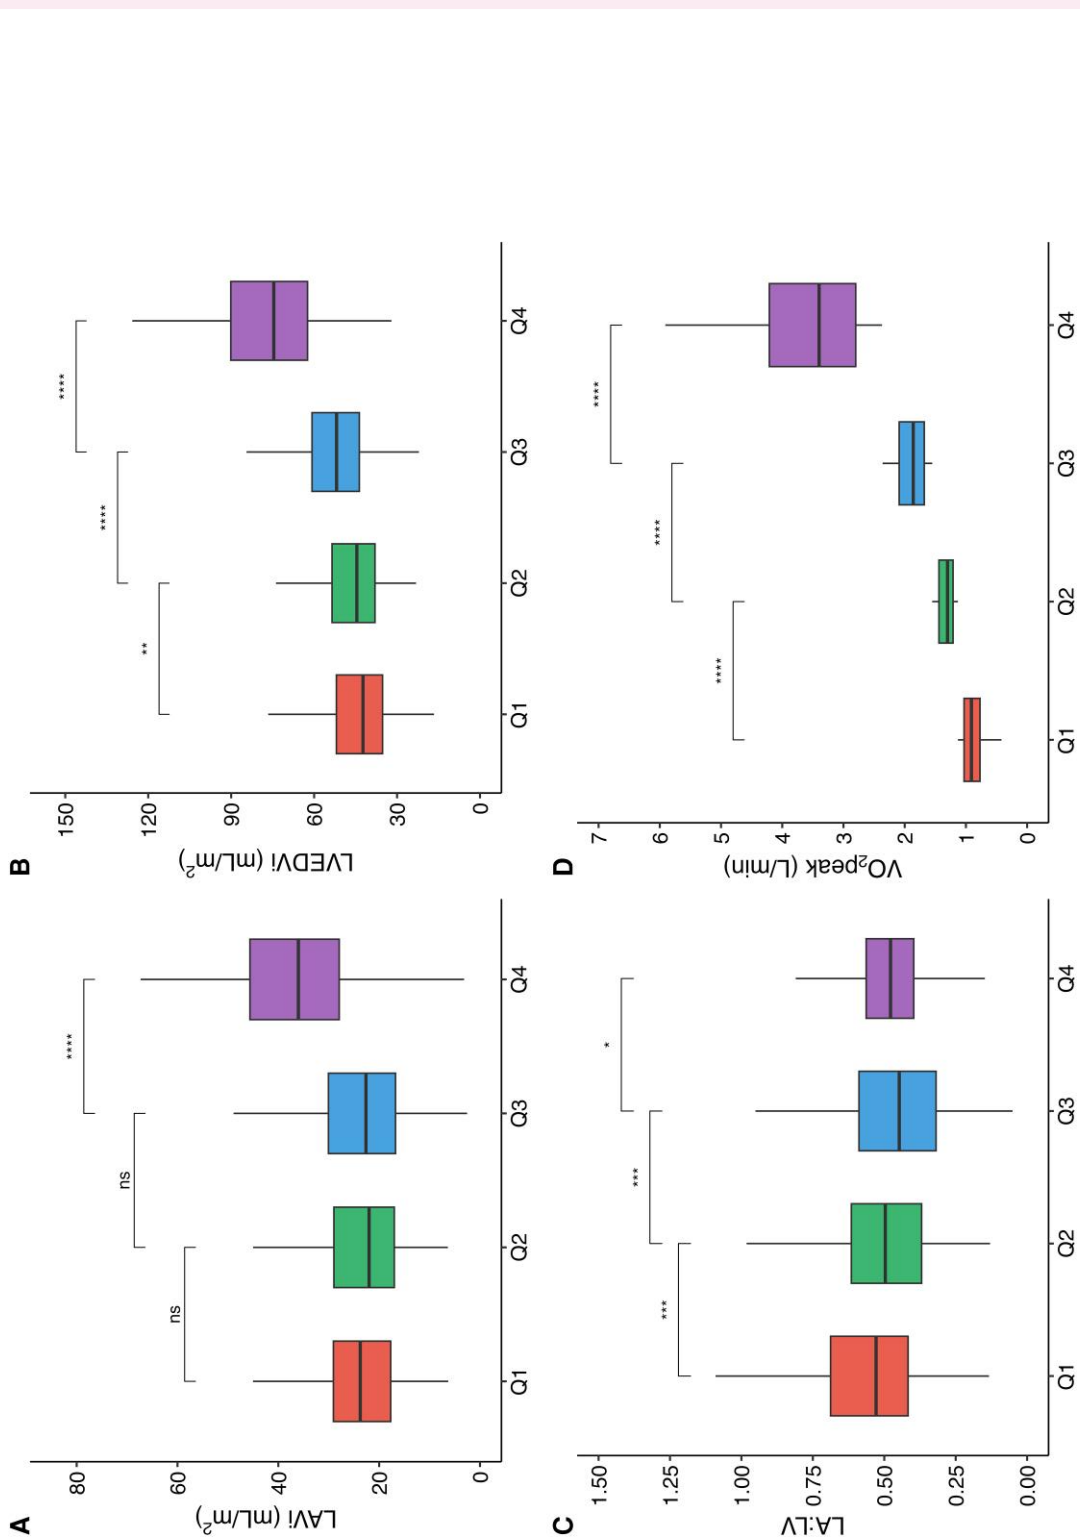 A
LAVi (mL/m²)
80
60
40
20
0
ns
ns
****
Q1
Q2
Q3
Q4
B
LVEDVi (mL/m²)
150
120
90
60
30
0
**
****
****
Q1
Q2
Q3
Q4
C
LA:LV
1.50
1.25
1.00
0.75
0.50
0.25
0.00
***
***
*
Q1
Q2
Q3
Q4
D
VO₂peak (L/min)
7
6
5
4
3
2
1
0
****
****
****
Q1
Q2
Q3
Q4